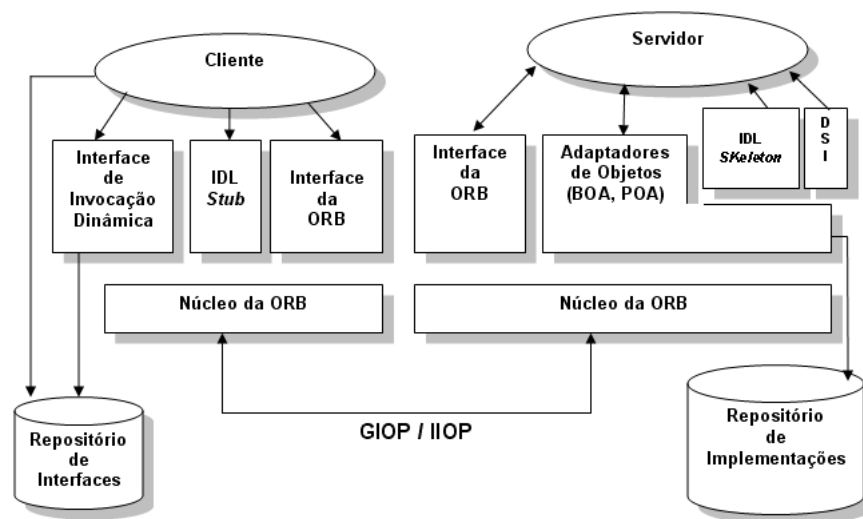 Cliente
Servidor
Interface
de
Invocação
Dinâmica
IDL
Stub
Interface
da
ORB
Interface
da
ORB
Adaptadores
de Objetos
(BOA, POA)
IDL
SKeleton
D
S
I
Núcleo da ORB
Núcleo da ORB
GIOP / IIOP
Repositório
de
Interfaces
Repositório
de
Implementações